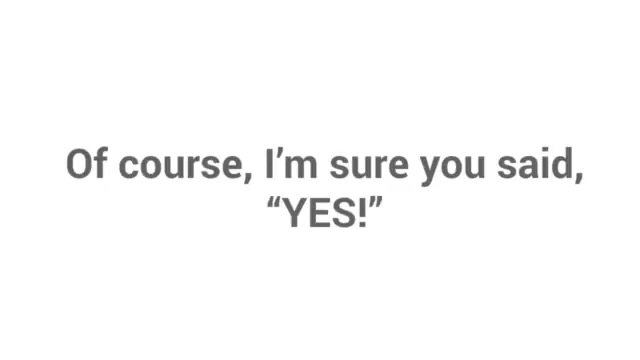 Of course, I’m sure you said,
“YES!”